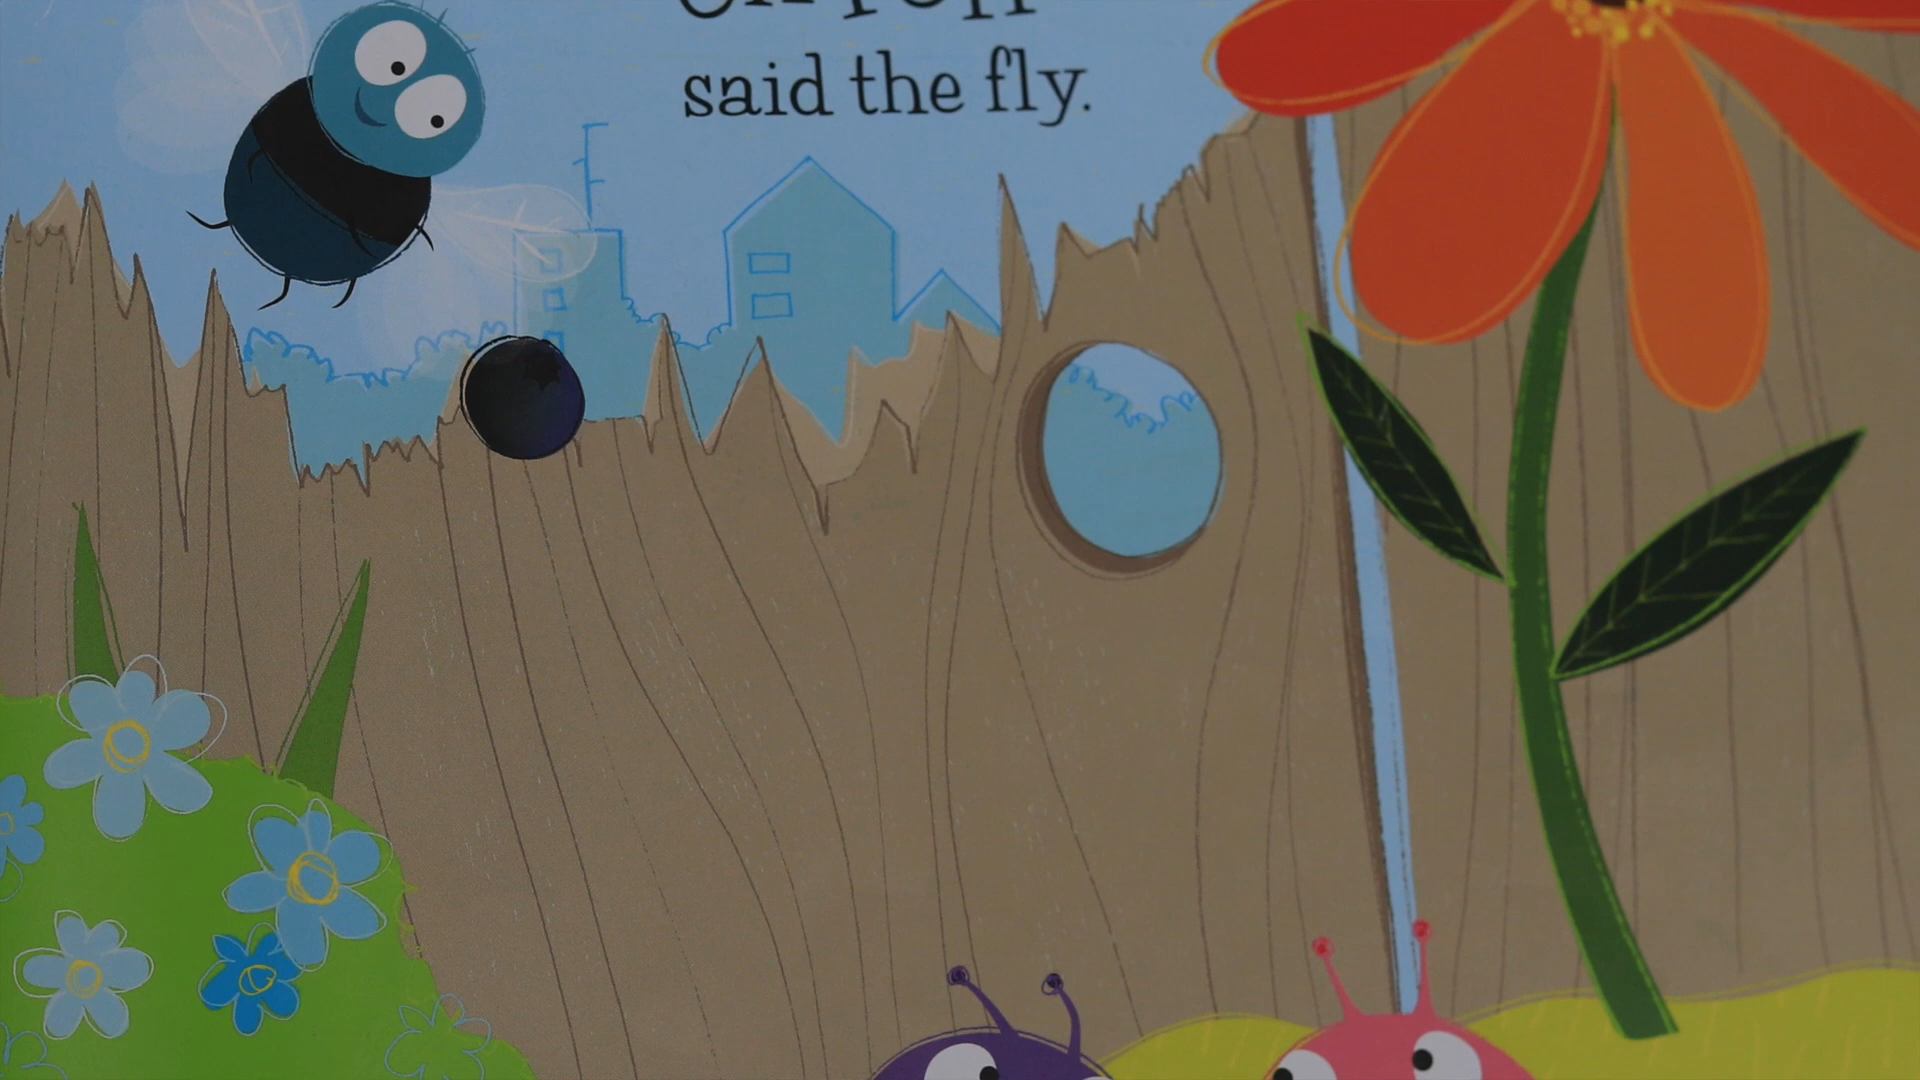 said the fly.